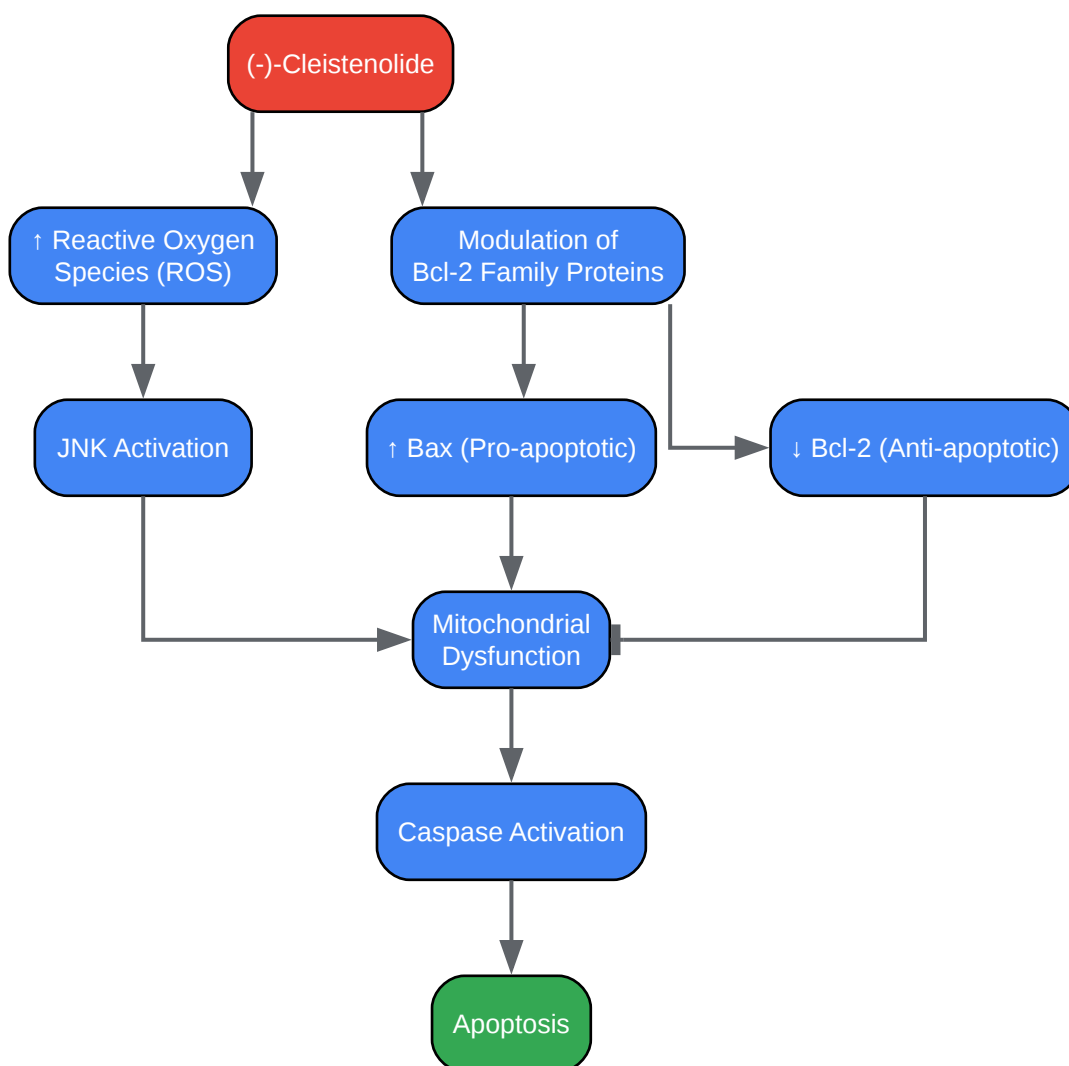 (-)-Cleistenolide
↑ Reactive Oxygen
Species (ROS)
Modulation of
Bcl-2 Family Proteins
JNK Activation
↑ Bax (Pro-apoptotic)
↓ Bcl-2 (Anti-apoptotic)
Mitochondrial
Dysfunction
Caspase Activation
Apoptosis